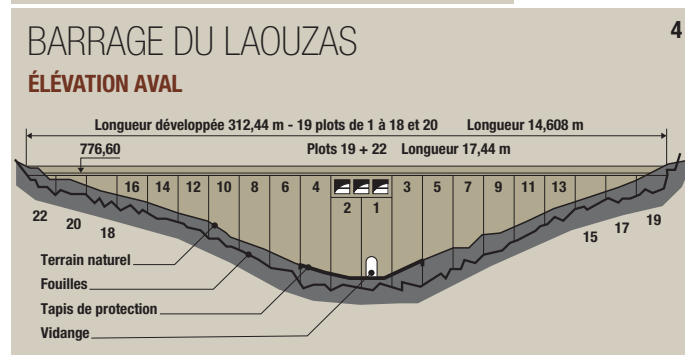 BARRAGE DU LAOUZAS
4
ÉLÉVATION AVAL
Longueur développée 312,44 m - 19 plots de 1 à 18 et 20 Longueur 14,608 m
776,60 Plots 19 + 22 Longueur 17,44 m
16 14 12 10 8 6 4 3 5 7 9 11 13
2 1
22 20 18 15 17 19
Terrain naturel
Fouilles
Tapis de protection
Vidange